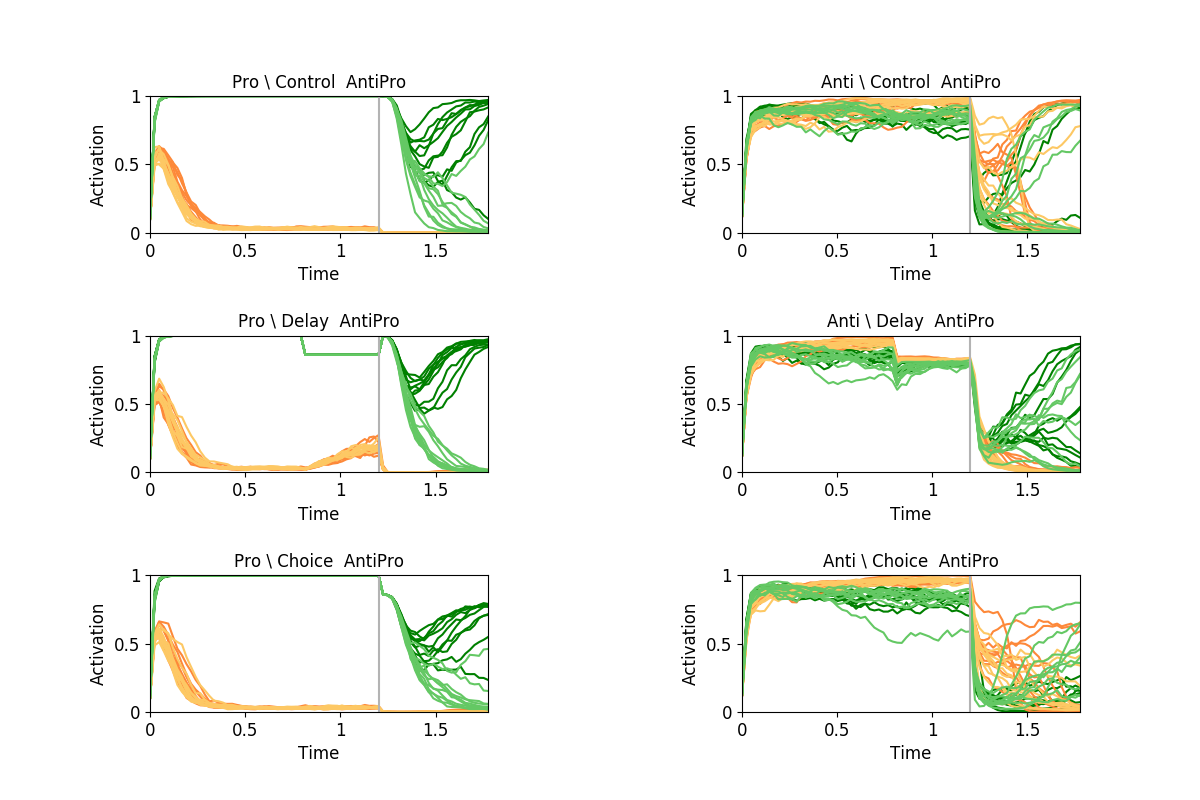 Pro \ Control  AntiPro
1
0.5
0
Activation
0
0.5
1
1.5
Time
Anti \ Control  AntiPro
1
0.5
0
Activation
0
0.5
1
1.5
Time
Pro \ Delay  AntiPro
1
0.5
0
Activation
0
0.5
1
1.5
Time
Anti \ Delay  AntiPro
1
0.5
0
Activation
0
0.5
1
1.5
Time
Pro \ Choice  AntiPro
1
0.5
0
Activation
0
0.5
1
1.5
Time
Anti \ Choice  AntiPro
1
0.5
0
Activation
0
0.5
1
1.5
Time